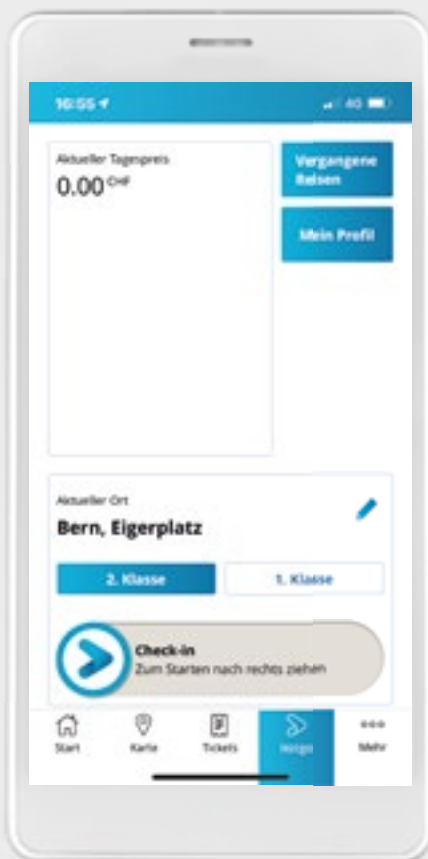 16:55
4G
Aktueller Tagespreis
0.00 CHF
Vergangene
Reisen
Mein Profil
Aktueller Ort
Bern, Eigerplatz
2. Klasse
1. Klasse
Check-in
Zum Starten nach rechts ziehen
Start
Karte
Tickets
Mehr